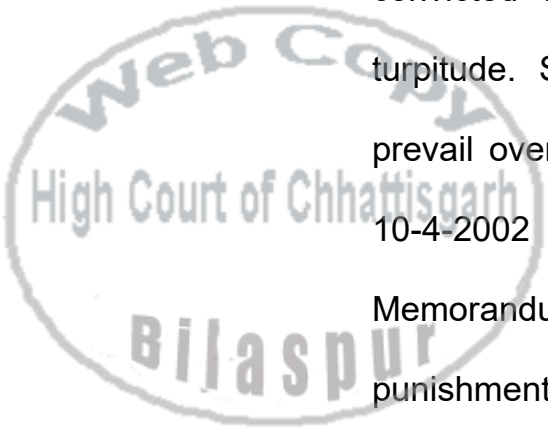 turpitude. S
prevail over
10-4-2002
Memorandu
punishment
Web Copy
High Court of Chhattisgarh
Bilaspur